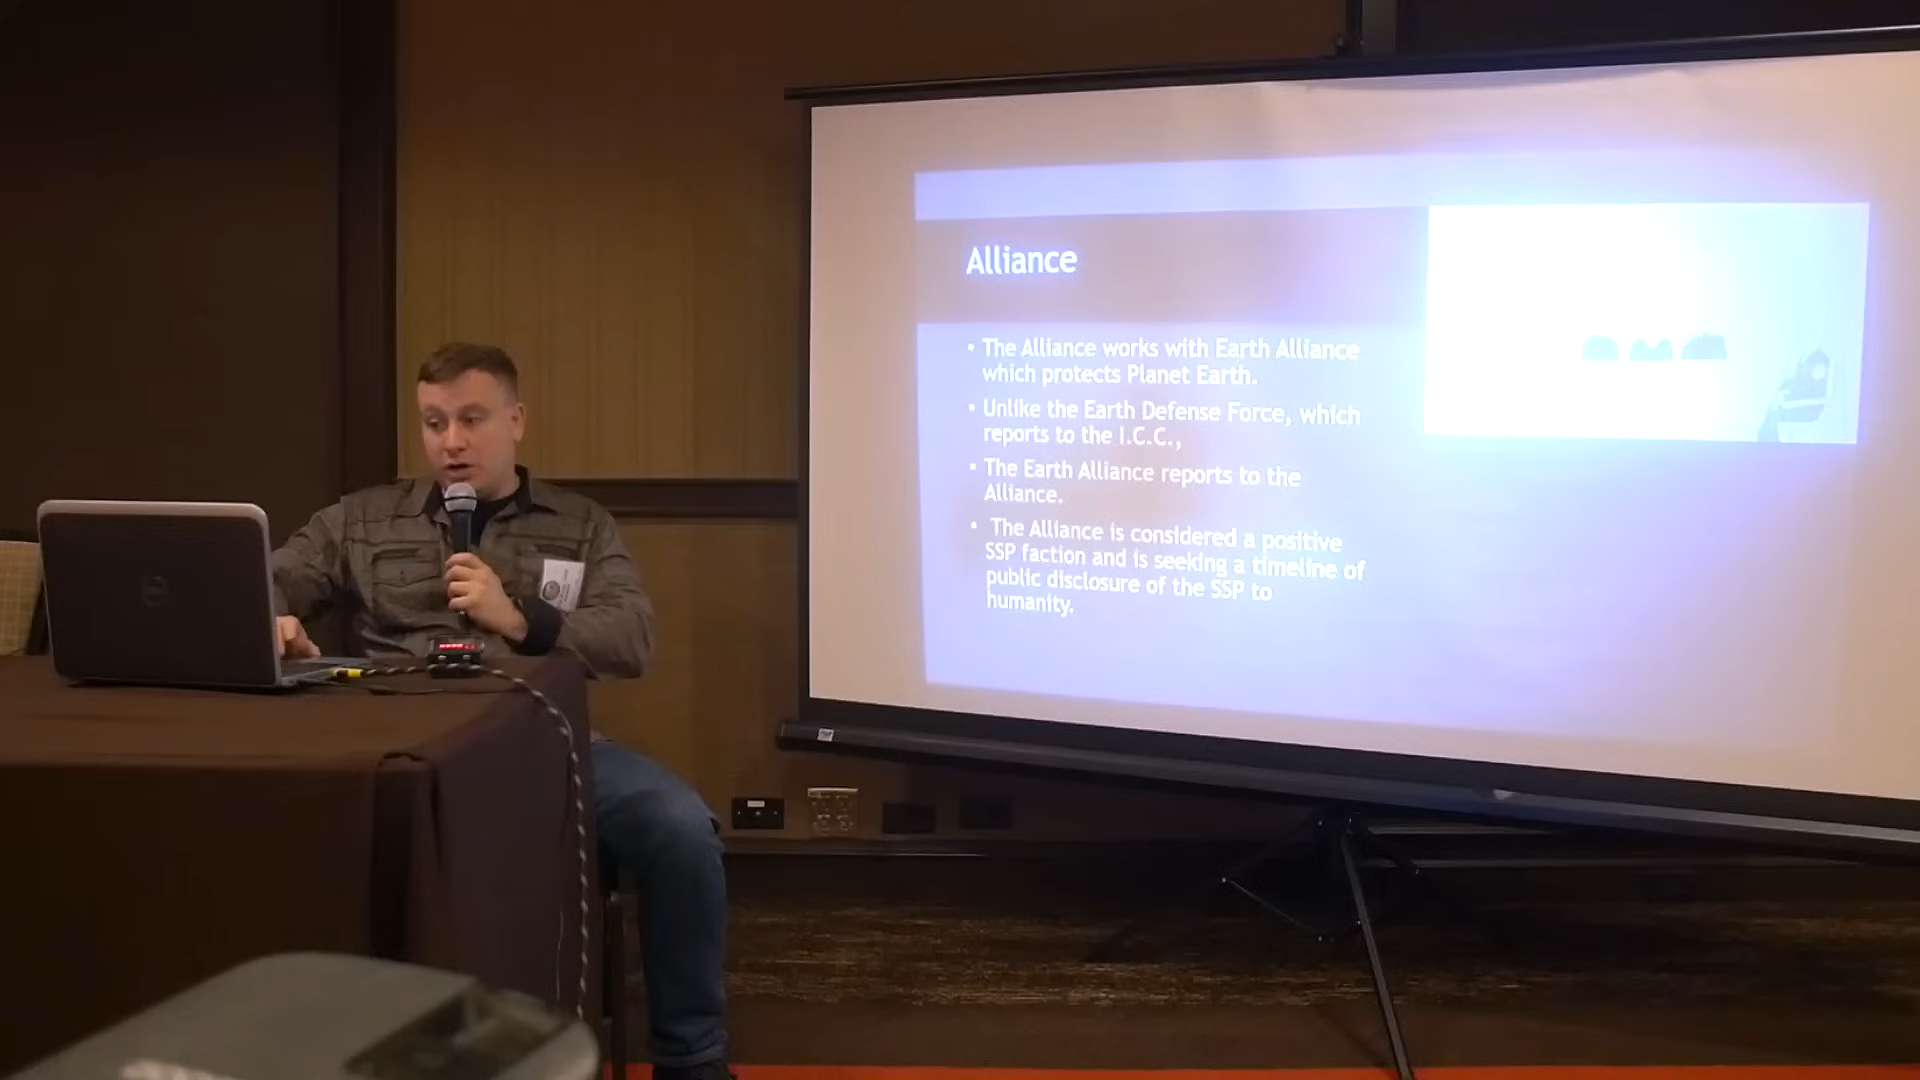 Alliance
• The Alliance works with Earth Alliance
which protects Planet Earth.
• Unlike the Earth Defense Force, which
reports to the I.C.C.,
• The Earth Alliance reports to the
Alliance.
• The Alliance is considered a positive
SSP faction and is seeking a timeline of
public disclosure of the SSP to
humanity.